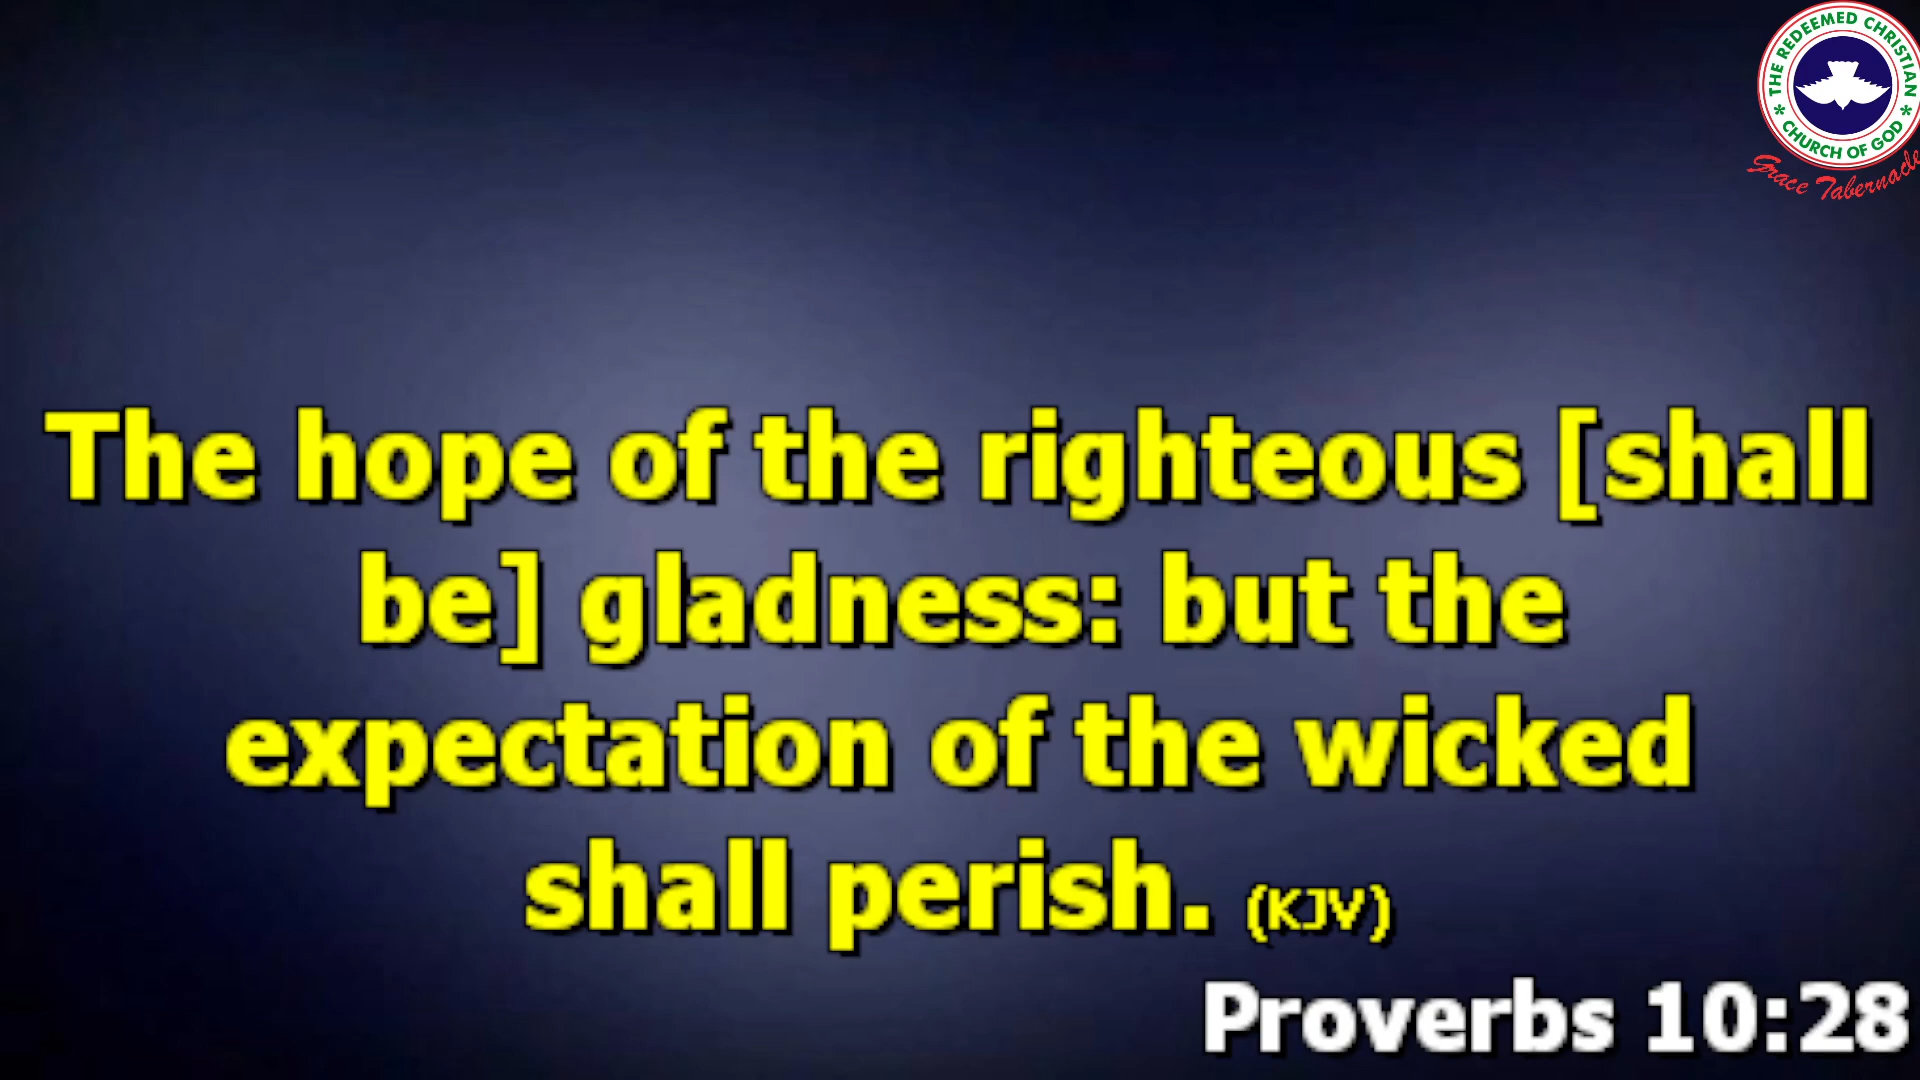 THE REDEEMED CHRISTIAN
* CHURCH OF GOD *
Grace Tabernacle
The hope of the righteous [shall
be] gladness: but the
expectation of the wicked
shall perish. (KJV)
Proverbs 10:28